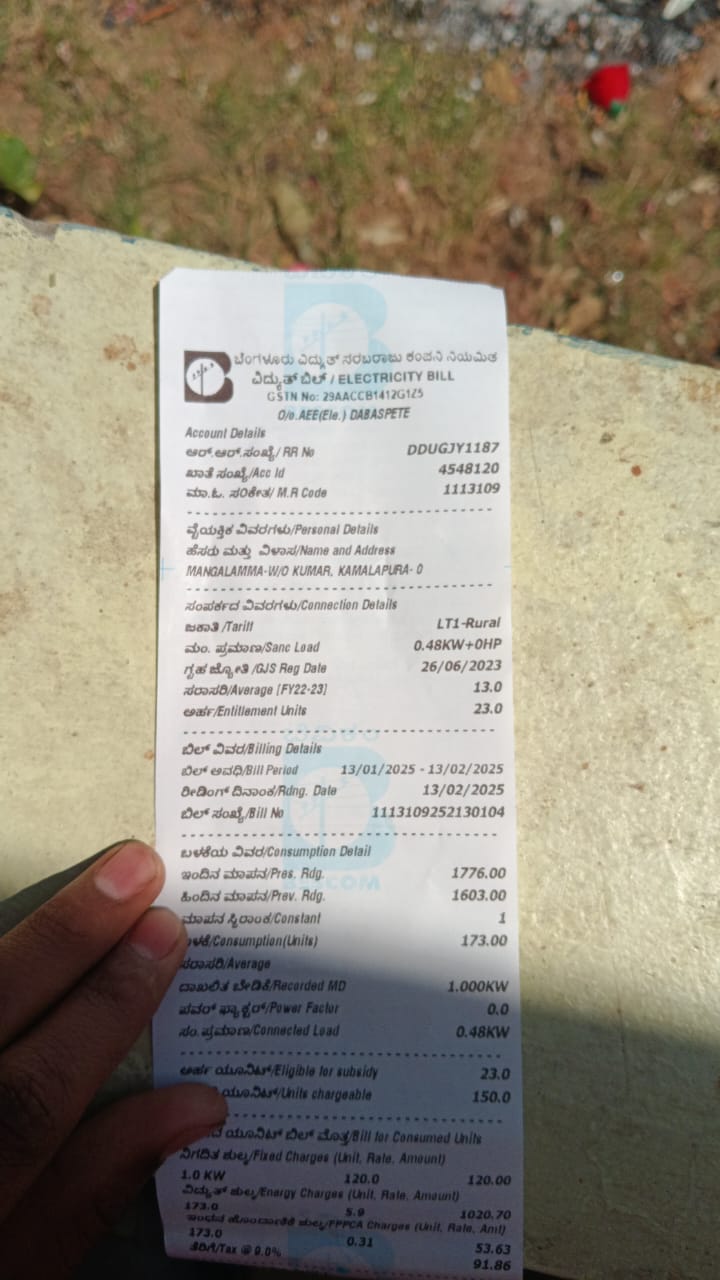 ಬೆಂಗಳೂರು ವಿದ್ಯುತ್ ಸರಬರಾಜು ಕಂಪನಿ ನಿಯಮಿತ
ವಿದ್ಯುತ್ ಬಿಲ್ / ELECTRICITY BILL
GSTN No: 29AACCB1412G1Z5
O/o.AEE(Ele.) DABASPETE
Account Details
ಆರ್.ಆರ್.ಸಂಖ್ಯೆ/ RR No DDUGJY1187
ಖಾತೆ ಸಂಖ್ಯೆ/Acc Id 4548120
ಮಾ.ಓ. ಸಂಕೇತ/ M.R Code 1113109
ವೈಯಕ್ತಿಕ ವಿವರಗಳು/Personal Details
ಹೆಸರು ಮತ್ತು ವಿಳಾಸ/Name and Address
MANGALAMMA-W/O KUMAR, KAMALAPURA- 0
ಸಂಪರ್ಕದ ವಿವರಗಳು/Connection Details
ಜಕಾತಿ /Tariff LT1-Rural
ಮಂ. ಪ್ರಮಾಣ/Sanc Load 0.48KW+0HP
ಗೃಹ ಜ್ಯೋತಿ /GJS Reg Date 26/06/2023
ಸರಾಸರಿ/Average [FY22-23] 13.0
ಅರ್ಹ/Entitlement Units 23.0
ಬಿಲ್ ವಿವರ/Billing Details
ಬಿಲ್ ಅವಧಿ/Bill Period 13/01/2025 - 13/02/2025
ರೀಡಿಂಗ್ ದಿನಾಂಕ/Rdng. Date 13/02/2025
ಬಿಲ್ ಸಂಖ್ಯೆ/Bill No 1113109252130104
ಬಳಕೆಯ ವಿವರ/Consumption Detail
BESCOM
ಇಂದಿನ ಮಾಪನ/Pres. Rdg. 1776.00
ಹಿಂದಿನ ಮಾಪನ/Prev. Rdg. 1603.00
ಮಾಪನ ಸ್ಥಿರಾಂಕ/Constant 1
/Consumption(Units) 173.00
ಸರಾಸರಿ/Average
ದಾಖಲಿತ ಬೇಡಿಕೆ/Recorded MD 1.000KW
ಪವರ್ ಫ್ಯಾಕ್ಟರ್/Power Factor 0.0
ಸಂ.ಪ್ರಮಾಣ/Connected Load 0.48KW
ಅರ್ಹ ಯೂನಿಟ್/Eligible for subsidy 23.0
ಯೂನಿಟ್/Units chargeable 150.0
ಯೂನಿಟ್ ಬಿಲ್ ಮೊತ್ತ/Bill for Consumed Units
ನಿಗದಿತ ಶುಲ್ಕ/Fixed Charges (Unit, Rate, Amount)
1.0 KW 120.0 120.00
ವಿದ್ಯುತ್ ಶುಲ್ಕ/Energy Charges (Unit, Rate, Amount)
173.0 5.9 1020.70
ಇಂಧನ ಹೊಂದಾಣಿಕೆ ಶುಲ್ಕ/FPPCA Charges (Unit, Rate, Amt)
173.0 0.31 53.63
ತೆರಿಗೆ/Tax @ 9.0% 91.86